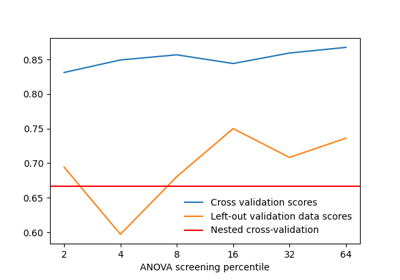 0.85
0.80
0.75
0.70
0.65
0.60
Cross validation scores
Left-out validation data scores
Nested cross-validation
2 4 8 16 32 64
ANOVA screening percentile